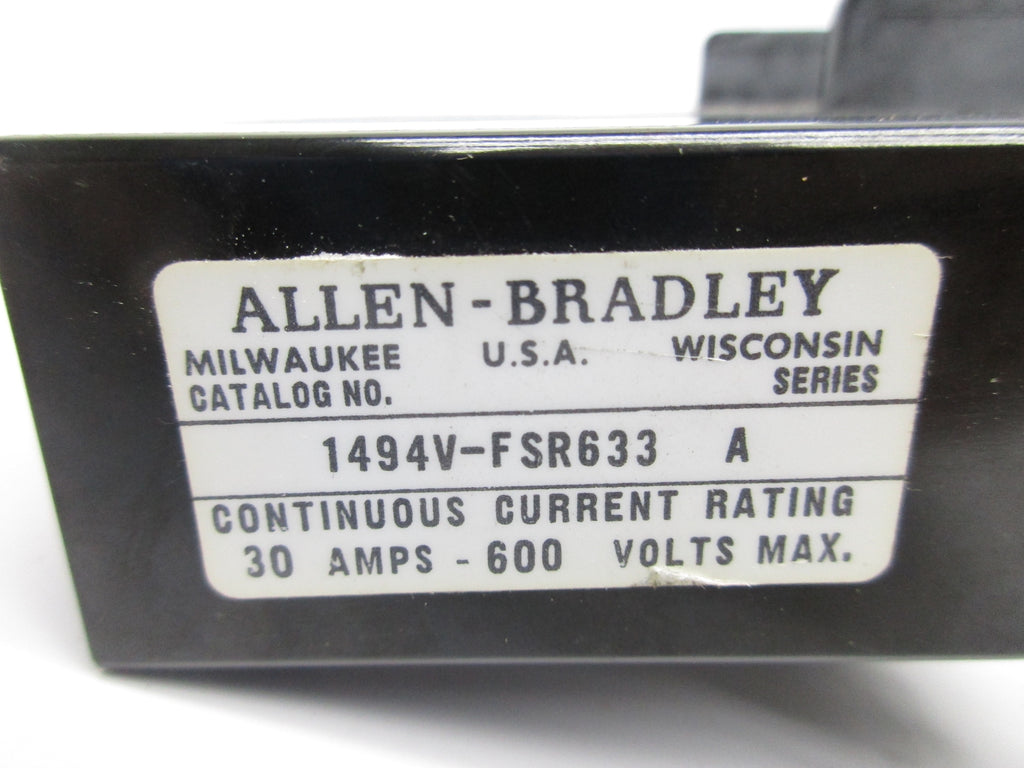 ALLEN-BRADLEY
MILWAUKEE U.S.A. WISCONSIN
CATALOG NO. SERIES
1494V-FSR633 A
CONTINUOUS CURRENT RATING
30 AMPS - 600 VOLTS MAX.